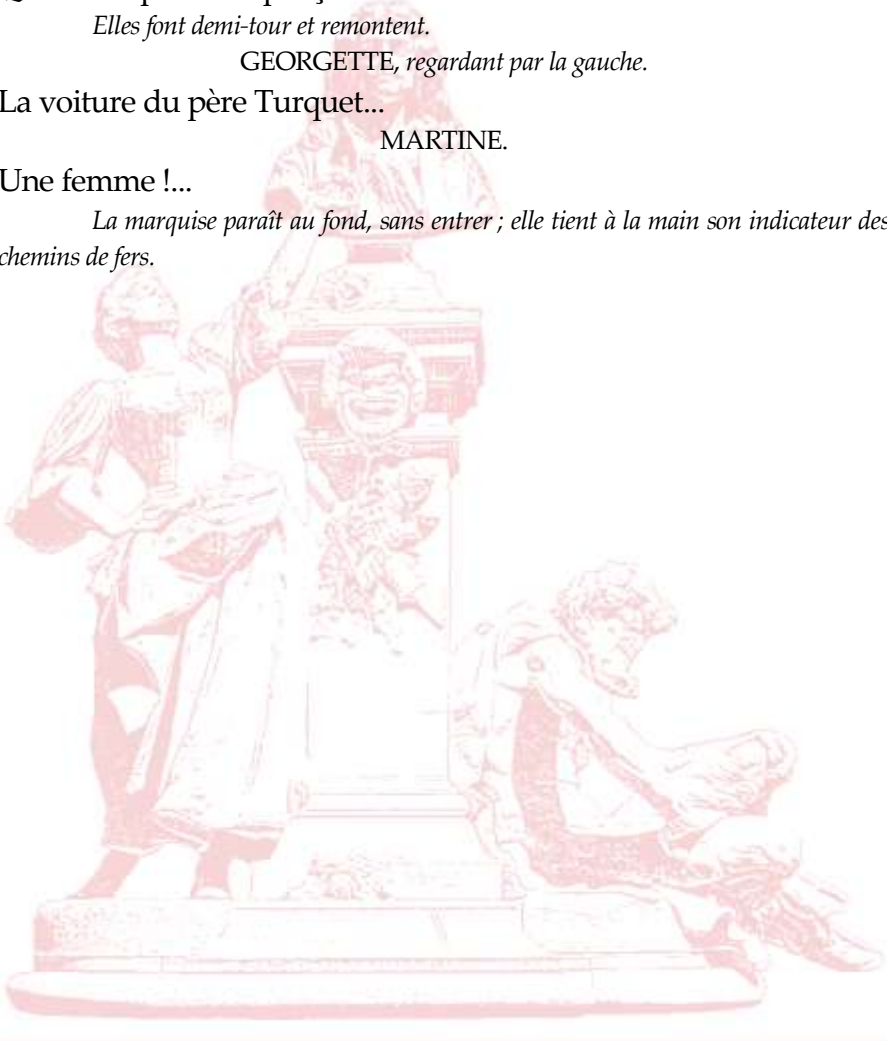 Elles font demi-tour et remontent.
GEORGETTE, regardant par la gauche.
La voiture du père Turquet...
MARTINE.
Une femme !...
La marquise paraît au fond, sans entrer ; elle tient à la main son indicateur des
chemins de fers.